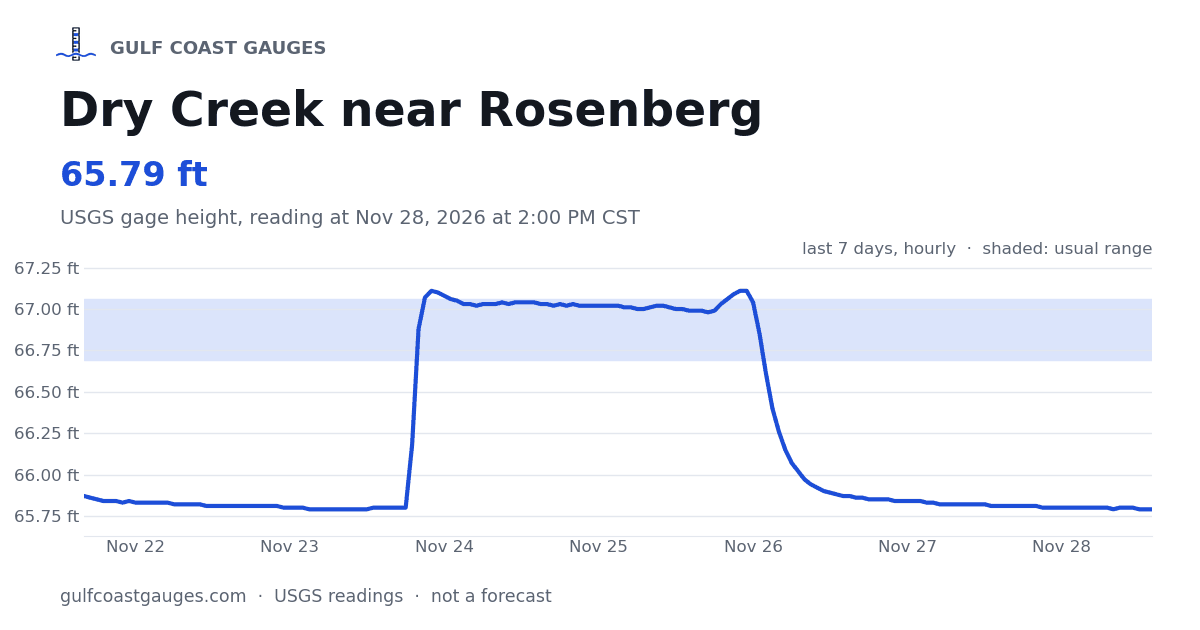 GULF COAST GAUGES
Dry Creek near Rosenberg
65.79 ft
USGS gage height, reading at Nov 28, 2026 at 2:00 PM CST
last 7 days, hourly · shaded: usual range
67.25 ft
67.00 ft
66.75 ft
66.50 ft
66.25 ft
66.00 ft
65.75 ft
Nov 22 Nov 23 Nov 24 Nov 25 Nov 26 Nov 27 Nov 28
gulfcoastgauges.com · USGS readings · not a forecast